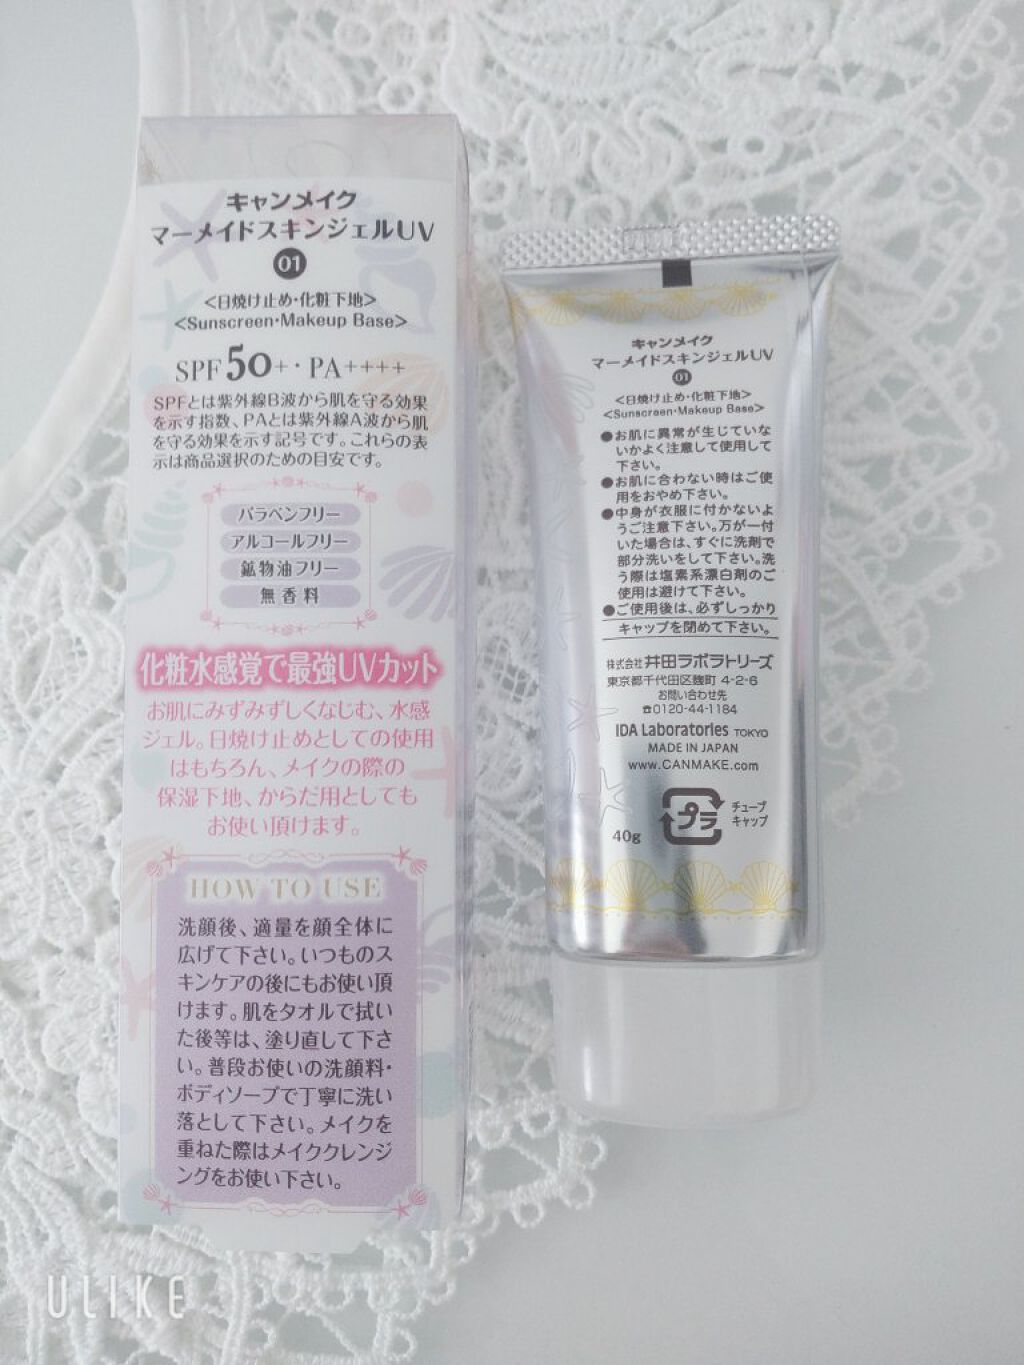 キャンメイク
マーメイドスキンジェルUV
01
<日焼け止め・化粧下地>
<Sunscreen・Makeup Base>
SPF50+・PA++++
SPFとは紫外線B波から肌を守る効果
を示す指数、PAとは紫外線A波から肌
を守る効果を示す記号です。これらの表
示は商品選択のための目安です。
パラベンフリー
アルコールフリー
鉱物油フリー
無香料
化粧水感覚で最強UVカット
お肌にみずみずしくなじむ、水感
ジェル。日焼け止めとしての使用
はもちろん、メイクの際の
保湿下地、からだ用としても
お使い頂けます。
HOW TO USE
洗顔後、適量を顔全体に
広げて下さい。いつものス
キンケアの後にもお使い頂
けます。肌をタオルで拭い
た後等は、塗り直して下さ
い。普段お使いの洗顔料・
ボディソープで丁寧に洗い
落として下さい。メイクを
重ねた際はメイククレンジ
ングをお使い下さい。
キャンメイク
マーメイドスキンジェルUV
01
<日焼け止め・化粧下地>
<Sunscreen・Makeup Base>
●お肌に異常が生じていな
いかよく注意して使用して
下さい。
●お肌に合わない時はご使
用をおやめ下さい。
●中身が衣服に付かないよ
うご注意下さい。万が一付
いた場合は、すぐに洗剤で
部分洗いをして下さい。洗
う際は塩素系漂白剤のご
使用は避けて下さい。
●ご使用後は、必ずしっかり
キャップを閉めて下さい。
株式会社 井田ラボラトリーズ
東京都千代田区麹町 4-2-6
お問い合わせ先
☎0120-44-1184
IDA Laboratories TOKYO
MADE IN JAPAN
www.CANMAKE.com
40g
プラ
チューブ
キャップ
ULIKE